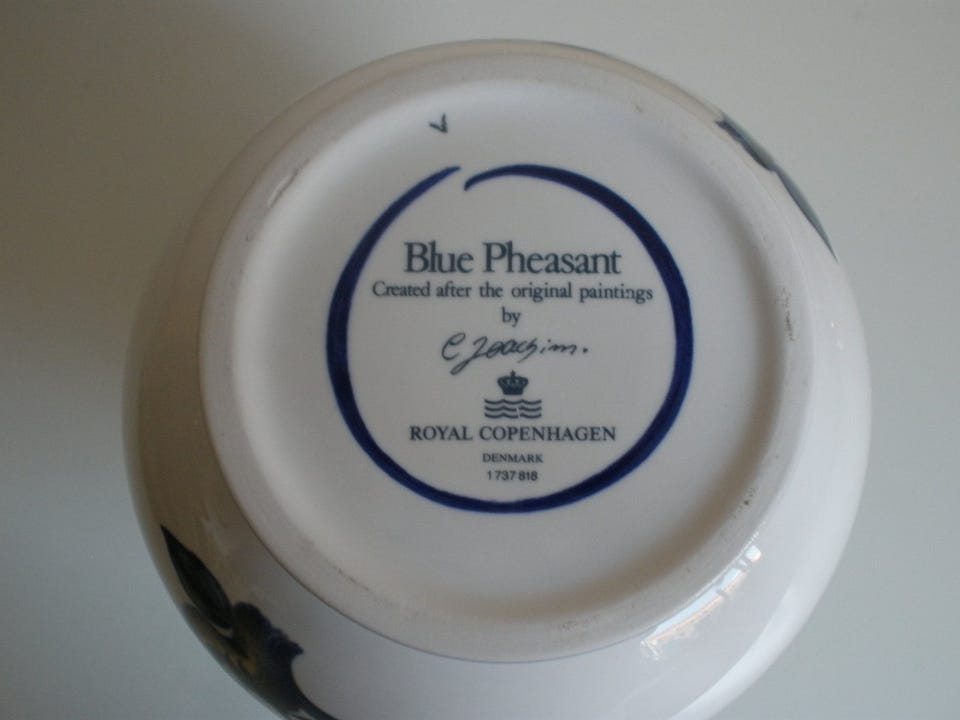 Blue Pheasant
Created after the original paintings
by
C Joachim.
ROYAL COPENHAGEN
DENMARK
1737818